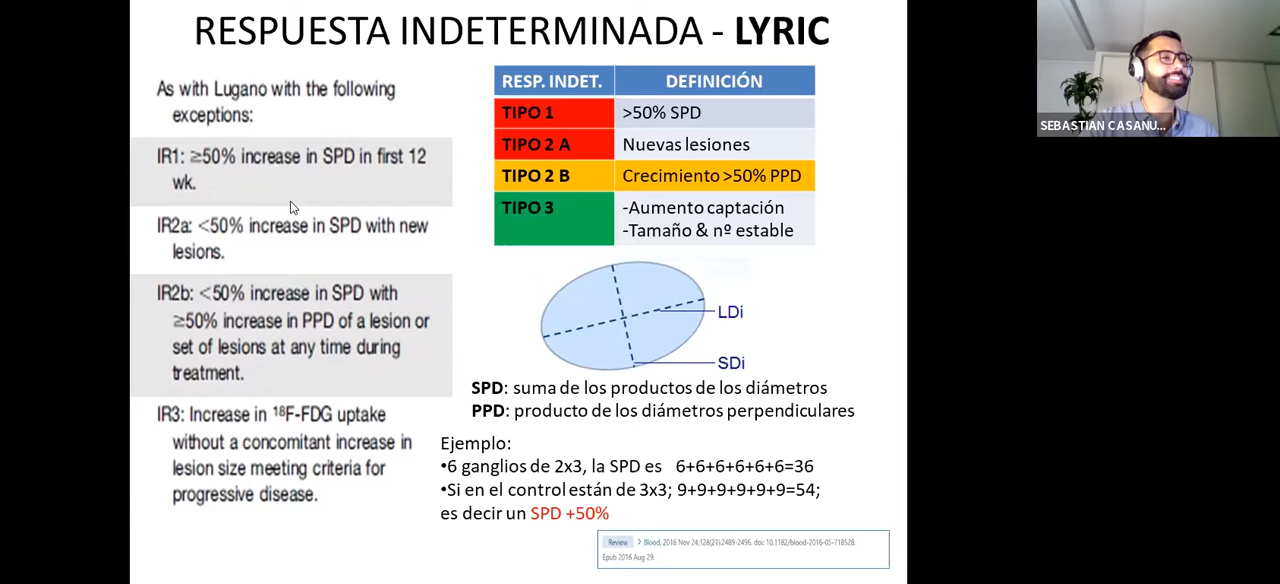 RESPUESTA INDETERMINADA - LYRIC
As with Lugano with the following
exceptions:
IR1: ≥50% increase in SPD in first 12
wk.
IR2a: <50% increase in SPD with new
lesions.
IR2b: <50% increase in SPD with
≥50% increase in PPD of a lesion or
set of lesions at any time during
treatment.
IR3: Increase in ¹⁸F-FDG uptake
without a concomitant increase in
lesion size meeting criteria for
progressive disease.
RESP. INDET. DEFINICIÓN
TIPO 1 >50% SPD
TIPO 2 A Nuevas lesiones
TIPO 2 B Crecimiento >50% PPD
TIPO 3 -Aumento captación
-Tamaño & nº estable
LDi
SDi
SPD: suma de los productos de los diámetros
PPD: producto de los diámetros perpendiculares
Ejemplo:
•6 ganglios de 2x3, la SPD es 6+6+6+6+6+6=36
•Si en el control están de 3x3; 9+9+9+9+9+9=54;
es decir un SPD +50%
Review > Blood. 2016 Nov 24;128(21):2489-2496. doi: 10.1182/blood-2016-05-718528.
Epub 2016 Aug 29.
SEBASTIAN CASANU...